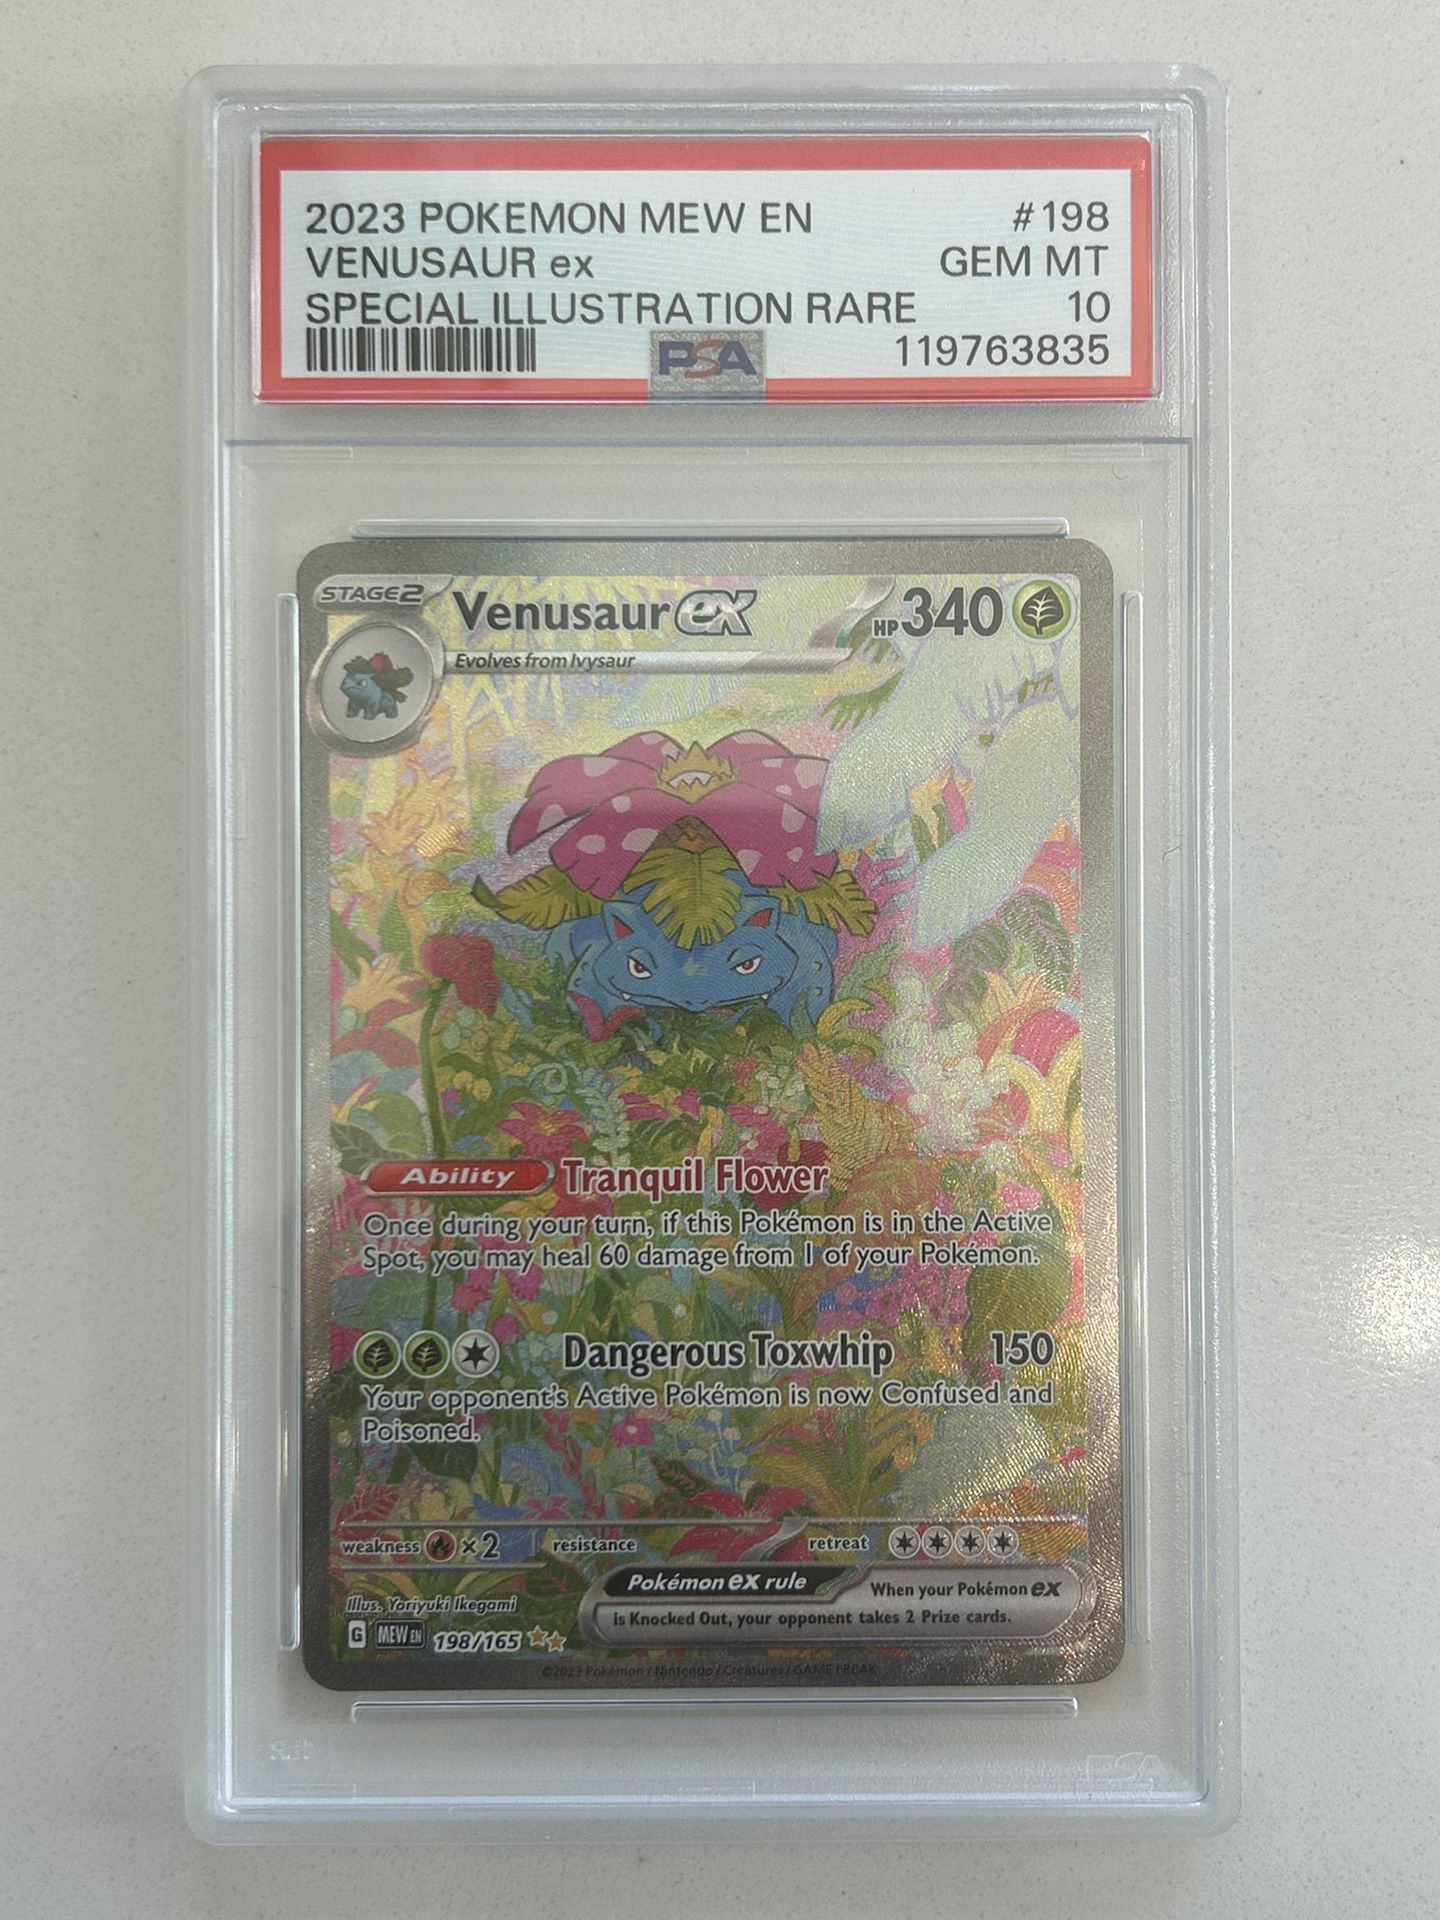 2023 POKEMON MEW EN #198
VENUSAUR ex GEM MT
SPECIAL ILLUSTRATION RARE 10
PSA 119763835
STAGE2 Venusaur ex HP340
Evolves from Ivysaur
Ability Tranquil Flower
Once during your turn, if this Pokémon is in the Active
Spot, you may heal 60 damage from 1 of your Pokémon.
Dangerous Toxwhip 150
Your opponent's Active Pokémon is now Confused and
Poisoned.
weakness ×2 resistance retreat
Pokémon ex rule When your Pokémon ex
is Knocked Out, your opponent takes 2 Prize cards.
Illus. Yoriyuki Ikegami
G MEW EN 198/165
©2023 Pokémon / Nintendo / Creatures / GAME FREAK
PSA